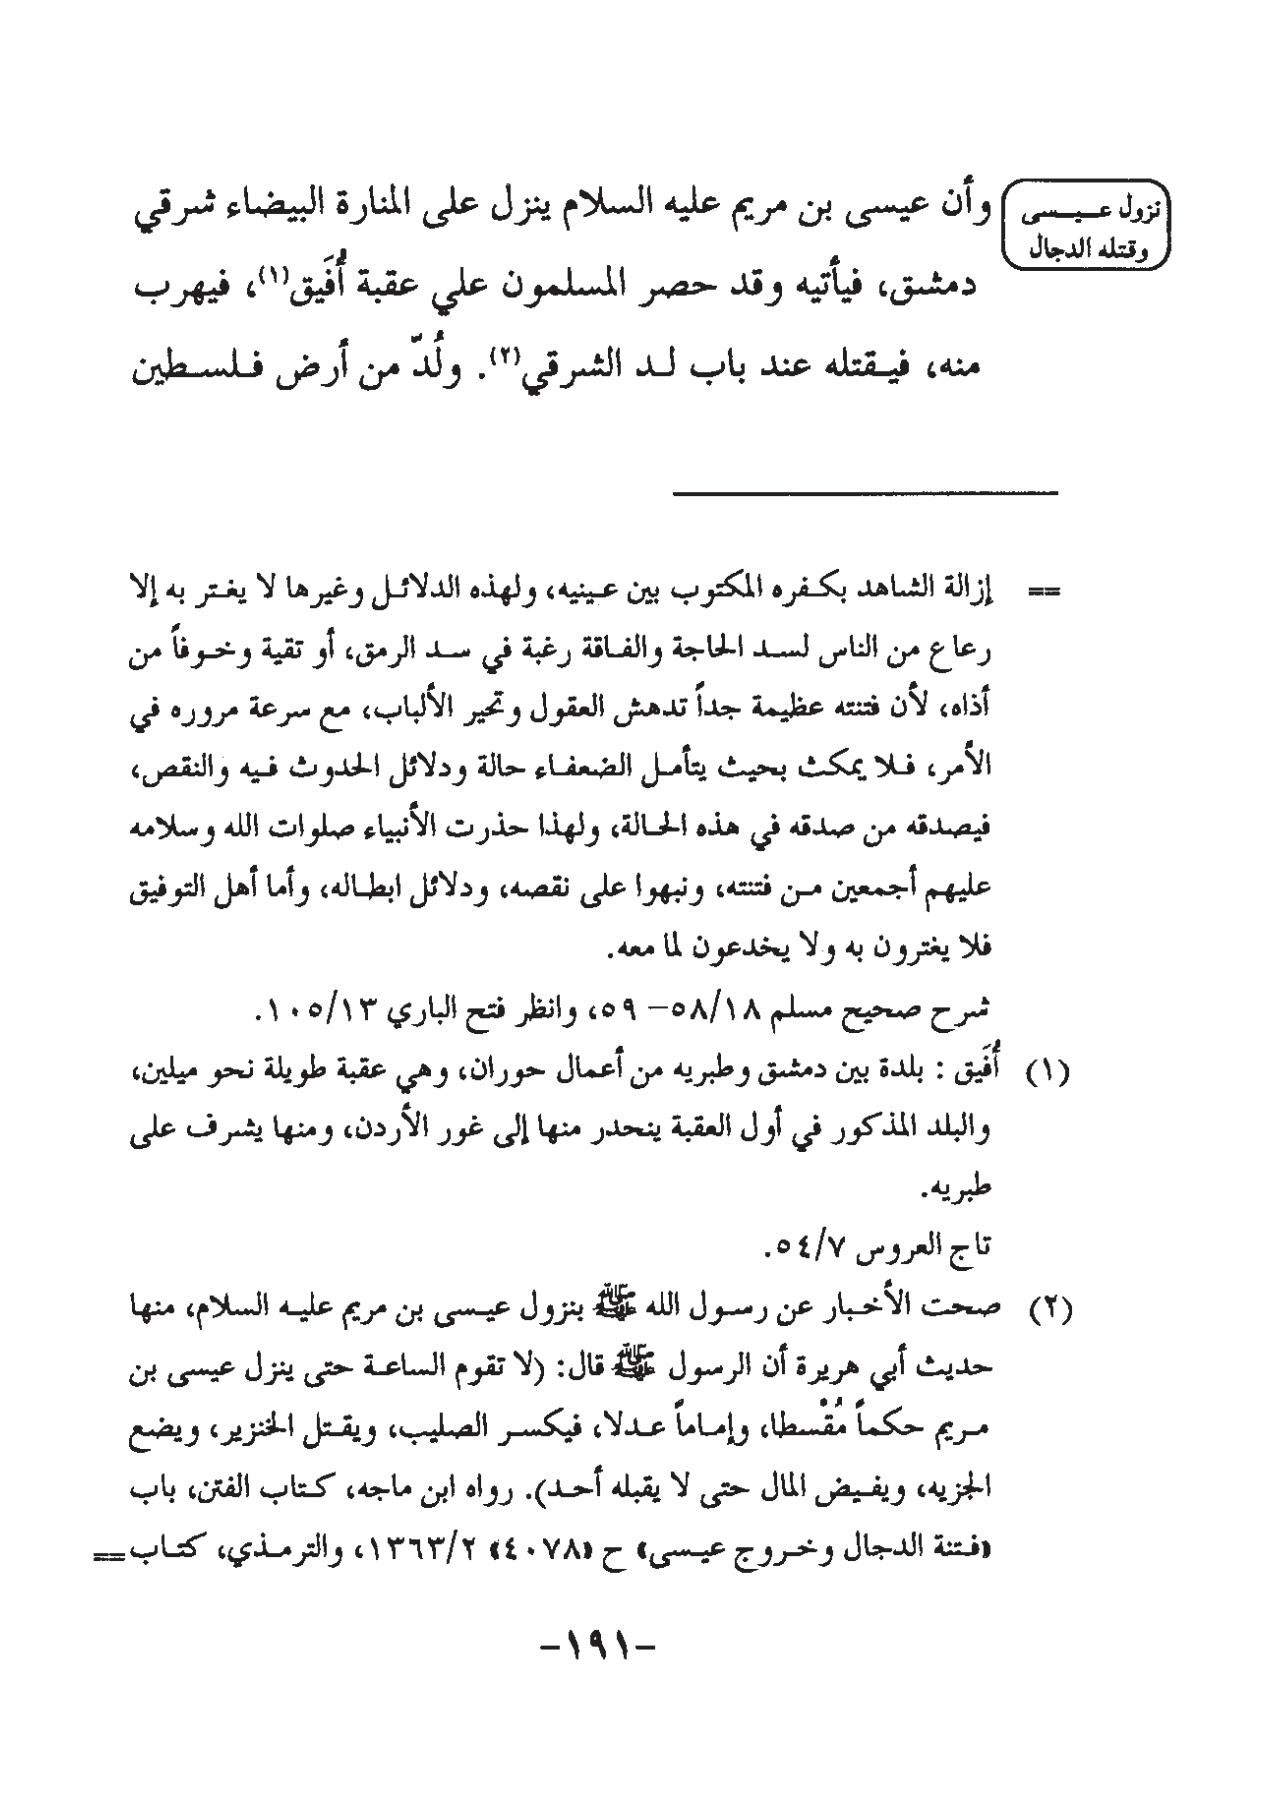 نزول عيسى
وقتله الدجال
وأن عيسى بن مريم عليه السلام ينزل على المنارة البيضاء شرقي
دمشق، فيأتيه وقد حصر المسلمون علي عقبة أُفَيق(١)، فيهرب
منه، فيقتله عند باب لد الشرقي(٢). ولُدّ من أرض فلسطين
== إزالة الشاهد بكفره المكتوب بين عينيه، ولهذه الدلائل وغيرها لا يغتر به إلا
رعاع من الناس لسد الحاجة والفاقة رغبة في سد الرمق، أو تقية وخوفاً من
أذاه، لأن فتنته عظيمة جداً تدهش العقول وتحير الألباب، مع سرعة مروره في
الأمر، فلا يمكث بحيث يتأمل الضعفاء حالة ودلائل الحدوث فيه والنقص،
فيصدقه من صدقه في هذه الحالة، ولهذا حذرت الأنبياء صلوات الله وسلامه
عليهم أجمعين من فتنته، ونبهوا على نقصه، ودلائل ابطاله، وأما أهل التوفيق
فلا يغترون به ولا يخدعون لما معه.
شرح صحيح مسلم ١٨/‏٥٨– ٥٩، وانظر فتح الباري ١٣/‏١٠٥.
(١) أُفَيق : بلدة بين دمشق وطبريه من أعمال حوران، وهي عقبة طويلة نحو ميلين،
والبلد المذكور في أول العقبة ينحدر منها إلى غور الأردن، ومنها يشرف على
طبريه.
تاج العروس ٧/‏٥٤.
(٢) صحت الأخبار عن رسول الله ﷺ بنزول عيسى بن مريم عليه السلام، منها
حديث أبي هريرة أن الرسول ﷺ قال: (لا تقوم الساعة حتى ينزل عيسى بن
مريم حكماً مُقْسطا، وإماماً عدلا، فيكسر الصليب، ويقتل الخنزير، ويضع
الجزيه، ويفيض المال حتى لا يقبله أحد). رواه ابن ماجه، كتاب الفتن، باب
«فتنة الدجال وخروج عيسى» ح «٤٠٧٨» ٢/‏١٣٦٣، والترمذي، كتاب ==
-١٩١-